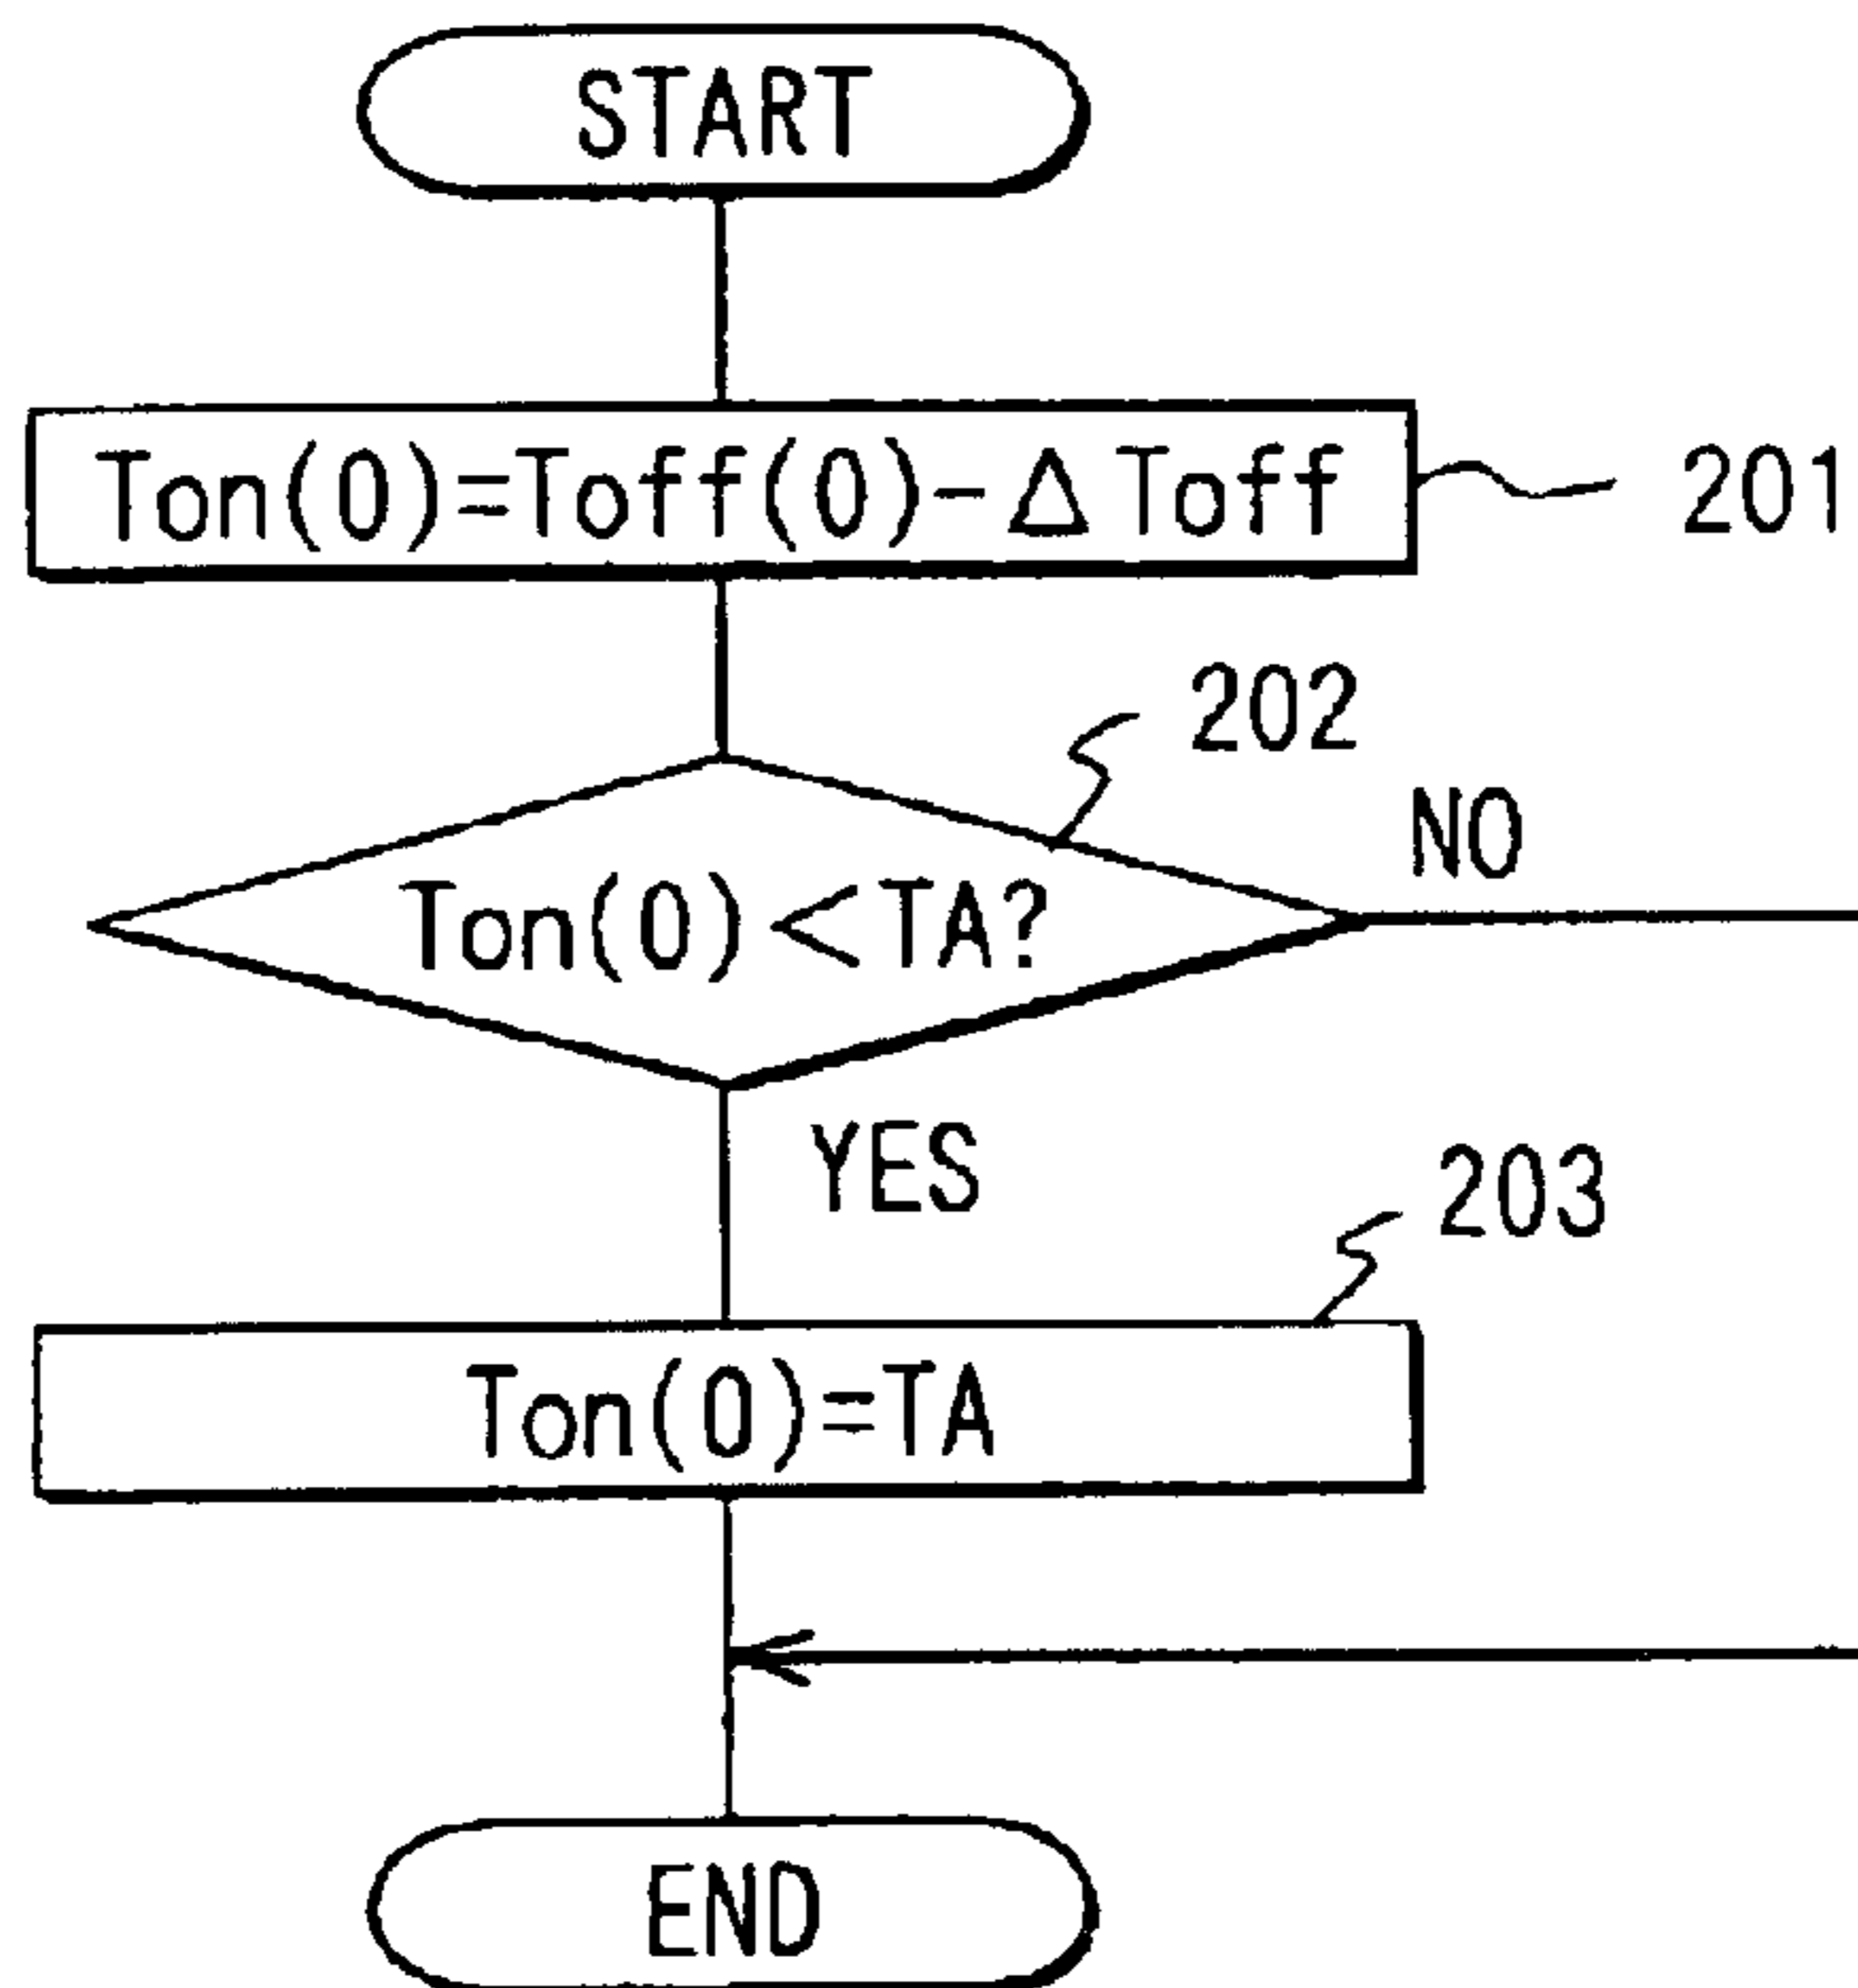 START
Ton(0)=Toff(0)-ΔToff
201
202
NO
Ton(0)<TA?
YES
203
Ton(0)=TA
END